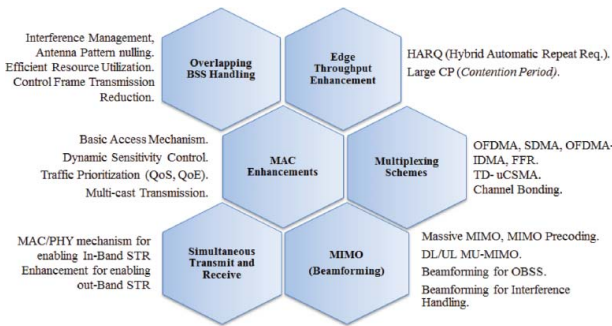 Interference Management,
Antenna Pattern nulling.
Efficient Resource Utilization.
Control Frame Transmission
Reduction.
Overlapping
BSS Handling
Edge
Throughput
Enhancement
HARQ (Hybrid Automatic Repeat Req.).
Large CP (Contention Period).
Basic Access Mechanism.
Dynamic Sensitivity Control.
Traffic Prioritization (QoS, QoE).
Multi-cast Transmission.
MAC
Enhancements
Multiplexing
Schemes
OFDMA, SDMA, OFDMA-
IDMA, FFR.
TD- uCSMA.
Channel Bonding.
MAC/PHY mechanism for
enabling In-Band STR
Enhancement for enabling
out-Band STR
Simultaneous
Transmit and
Receive
MIMO
(Beamforming)
Massive MIMO, MIMO Precoding.
DL/UL MU-MIMO.
Beamforming for OBSS.
Beamforming for Interference
Handling.